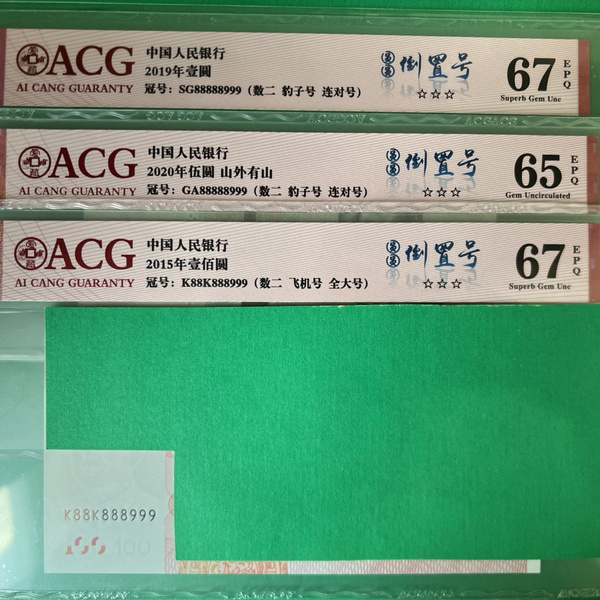 ACG
AI CANG GUARANTY
中国人民银行
2019年壹圆
冠号：SG88888999（数二 豹子号 连对号）
倒置号
☆☆☆
67
EPQ
Superb Gem Unc
ACG
AI CANG GUARANTY
中国人民银行
2020年伍圆 山外有山
冠号：GA88888999（数二 豹子号 连对号）
倒置号
☆☆☆
65
EPQ
Gem Uncirculated
ACG
AI CANG GUARANTY
中国人民银行
2015年壹佰圆
冠号：K88K888999（数二 飞机号 全大号）
倒置号
☆☆☆
67
EPQ
Superb Gem Unc
K88K888999
100 100